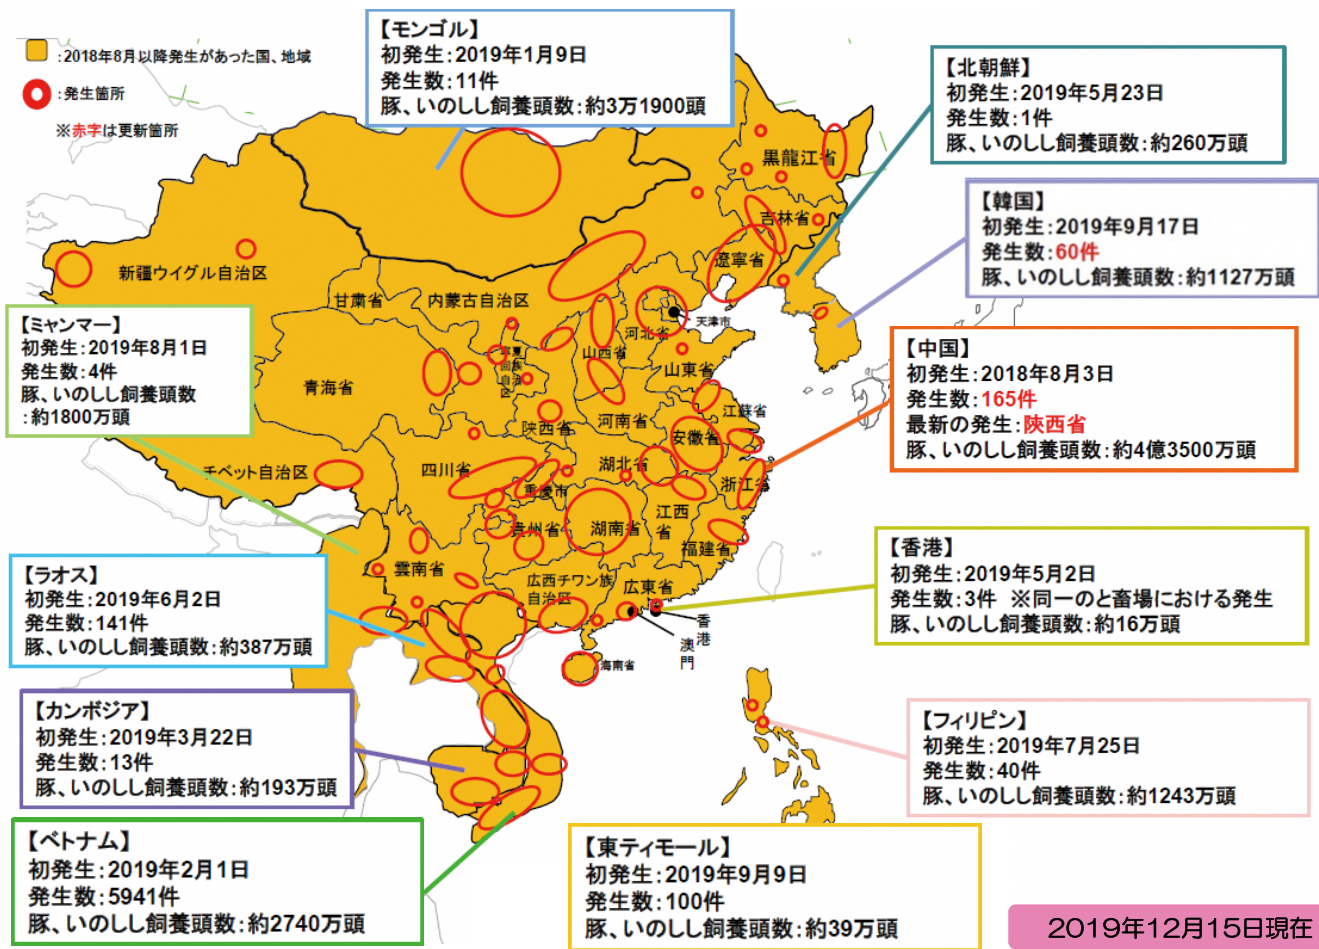 ：2018年8月以降発生があった国、地域
：発生箇所
※赤字は更新箇所
【モンゴル】
初発生：2019年1月9日
発生数：11件
豚、いのしし飼養頭数：約3万1900頭
【北朝鮮】
初発生：2019年5月23日
発生数：1件
豚、いのしし飼養頭数：約260万頭
【韓国】
初発生：2019年9月17日
発生数：60件
豚、いのしし飼養頭数：約1127万頭
【中国】
初発生：2018年8月3日
発生数：165件
最新の発生：陝西省
豚、いのしし飼養頭数：約4億3500万頭
【ミャンマー】
初発生：2019年8月1日
発生数：4件
豚、いのしし飼養頭数
：約1800万頭
【香港】
初発生：2019年5月2日
発生数：3件 ※同一のと畜場における発生
豚、いのしし飼養頭数：約16万頭
【ラオス】
初発生：2019年6月2日
発生数：141件
豚、いのしし飼養頭数：約387万頭
【カンボジア】
初発生：2019年3月22日
発生数：13件
豚、いのしし飼養頭数：約193万頭
【フィリピン】
初発生：2019年7月25日
発生数：40件
豚、いのしし飼養頭数：約1243万頭
【ベトナム】
初発生：2019年2月1日
発生数：5941件
豚、いのしし飼養頭数：約2740万頭
【東ティモール】
初発生：2019年9月9日
発生数：100件
豚、いのしし飼養頭数：約39万頭
2019年12月15日現在
黒龍江省
吉林省
遼寧省
新疆ウイグル自治区
甘粛省
内蒙古自治区
天津市
河北省
山西省
寧夏
回族
自治
区
山東省
青海省
河南省
江蘇省
陝西省
安徽省
チベット自治区
四川省
湖北省
重慶市
浙江省
江西
省
湖南省
貴州省
福建省
雲南省
広西チワン族
自治区
広東省
香港
澳門
海南省